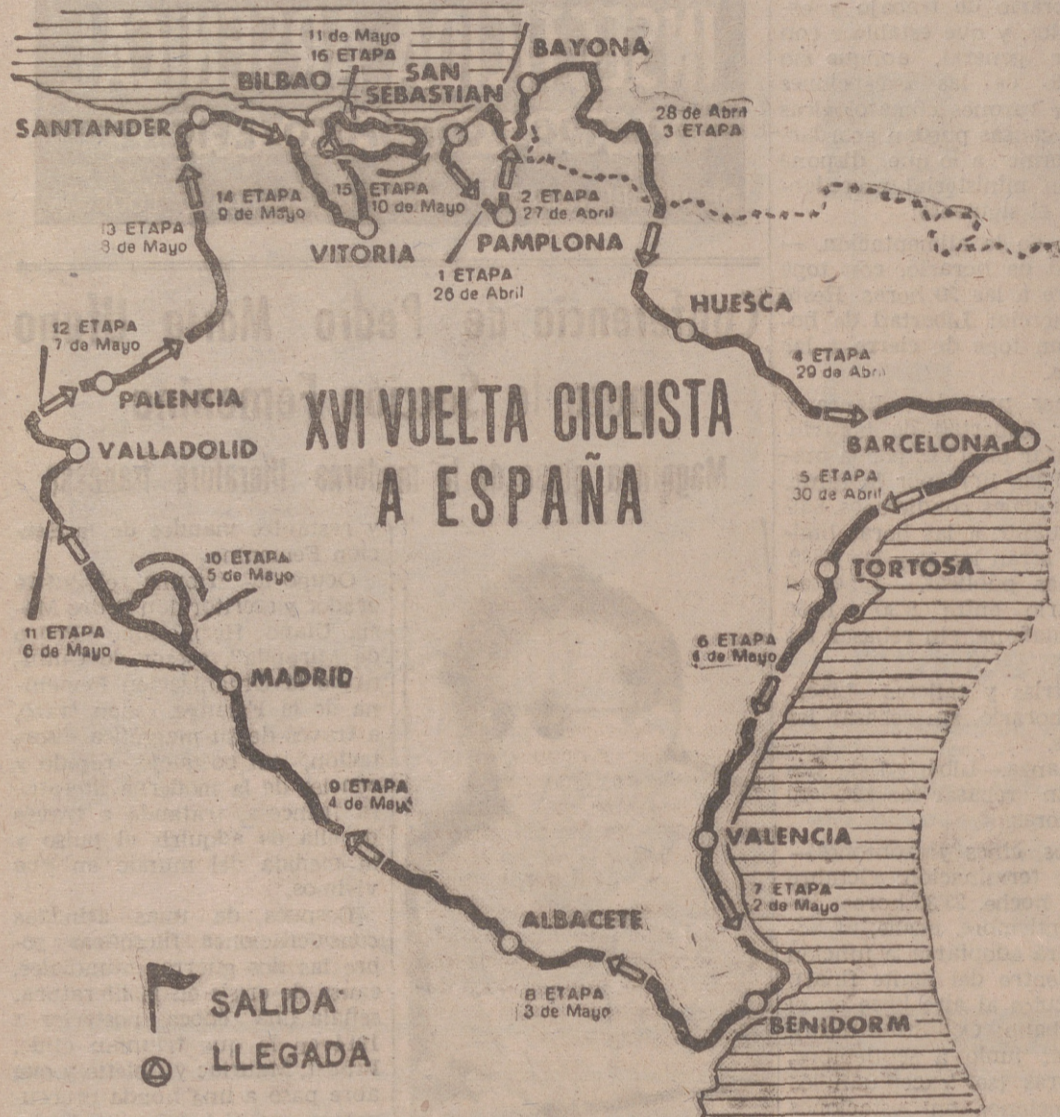 11 de Mayo
16 ETAPA
BILBAO
SAN
SEBASTIAN
BAYONA
SANTANDER
28 de Abril
3 ETAPA
14 ETAPA
9 de Mayo
15 ETAPA
10 de Mayo
2 ETAPA
27 de Abril
13 ETAPA
8 de Mayo
VITORIA
PAMPLONA
1 ETAPA
26 de Abril
HUESCA
12 ETAPA
7 de Mayo
4 ETAPA
29 de Abril
PALENCIA
XVI VUELTA CICLISTA
A ESPAÑA
VALLADOLID
BARCELONA
5 ETAPA
30 de Abril
10 ETAPA
5 de Mayo
TORTOSA
11 ETAPA
6 de Mayo
6 ETAPA
de Mayo
MADRID
9 ETAPA
4 de Mayo
VALENCIA
7 ETAPA
2 de Mayo
ALBACETE
8 ETAPA
3 de Mayo
BENIDORM
SALIDA
LLEGADA